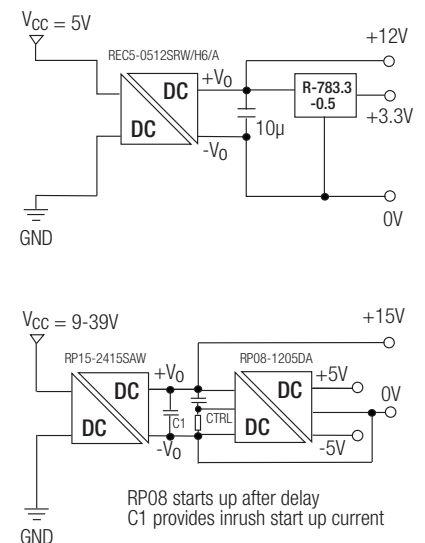 VCC = 5V
+12V
REC5-0512SRW/H6/A
DC
DC
+VO
R-783.3
-0.5
+3.3V
10µ
-VO
0V
GND
VCC = 9-39V
+15V
RP15-2415SAW
RP08-1205DA
DC
DC
+VO
C1
CTRL
-VO
DC
DC
+5V
0V
-5V
RP08 starts up after delay
C1 provides inrush start up current
GND